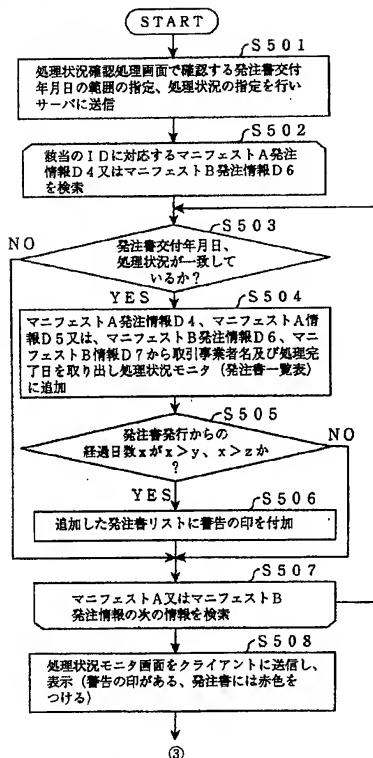 START
S501
処理状況確認処理画面で確認する発注書交付
年月日の範囲の指定、処理状況の指定を行い
サーバに送信
S502
該当のIDに対応するマニフェストA発注
情報D4又はマニフェストB発注情報D6
を検索
S503
NO
発注書交付年月日、
処理状況が一致して
いるか?
YES
S504
マニフェストA発注情報D4、マニフェストA情
報D5又は、マニフェストB発注情報D6、マニ
フェストB情報D7から取引事業者名及び処理完
了日を取り出し処理状況モニタ(発注書一覧表)
に追加
S505
発注書発行からの
経過日数xがx>y、x>zか
?
NO
YES
S506
追加した発注書リストに警告の印を付加
S507
マニフェストA又はマニフェストB
発注情報の次の情報を検索
S508
処理状況モニタ画面をクライアントに送信し、
表示(警告の印がある、発注書には赤色を
つける)
③